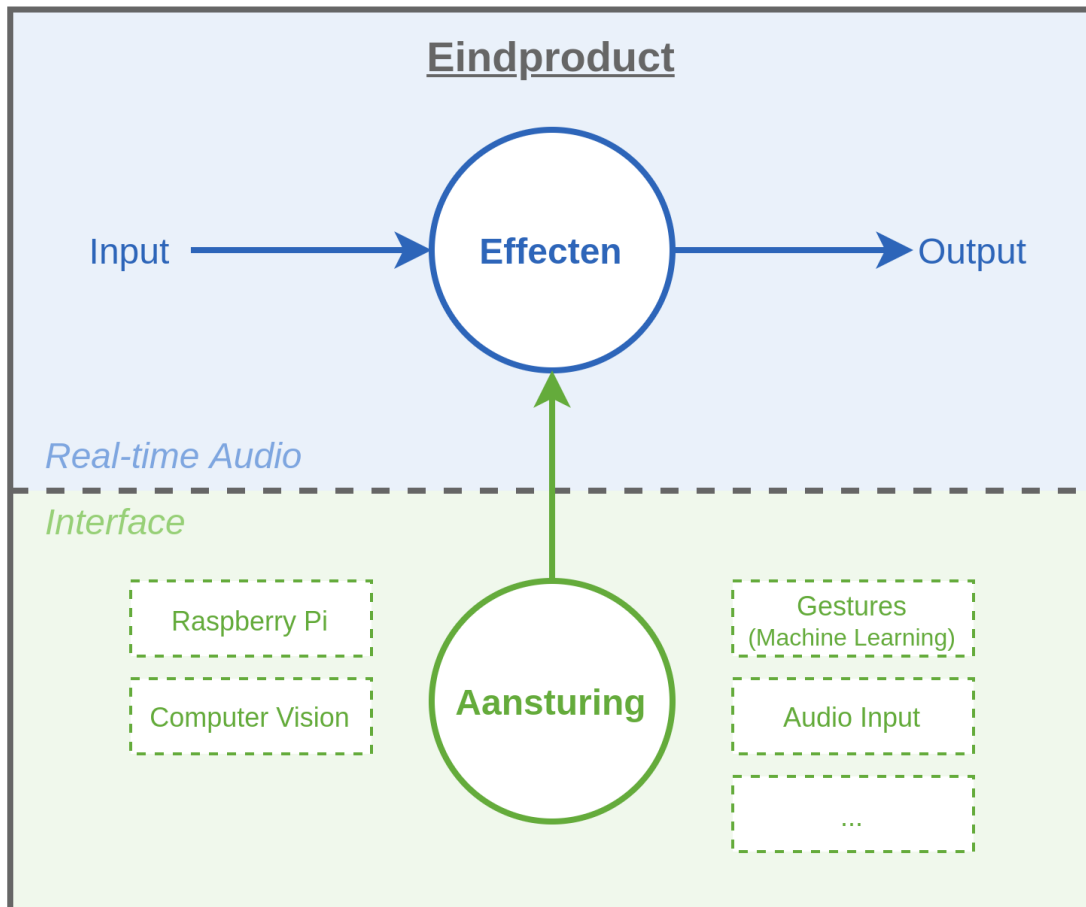 Eindproduct
Input
Effecten
Output
Real-time Audio
Interface
Raspberry Pi
Computer Vision
Aansturing
Gestures
(Machine Learning)
Audio Input
...